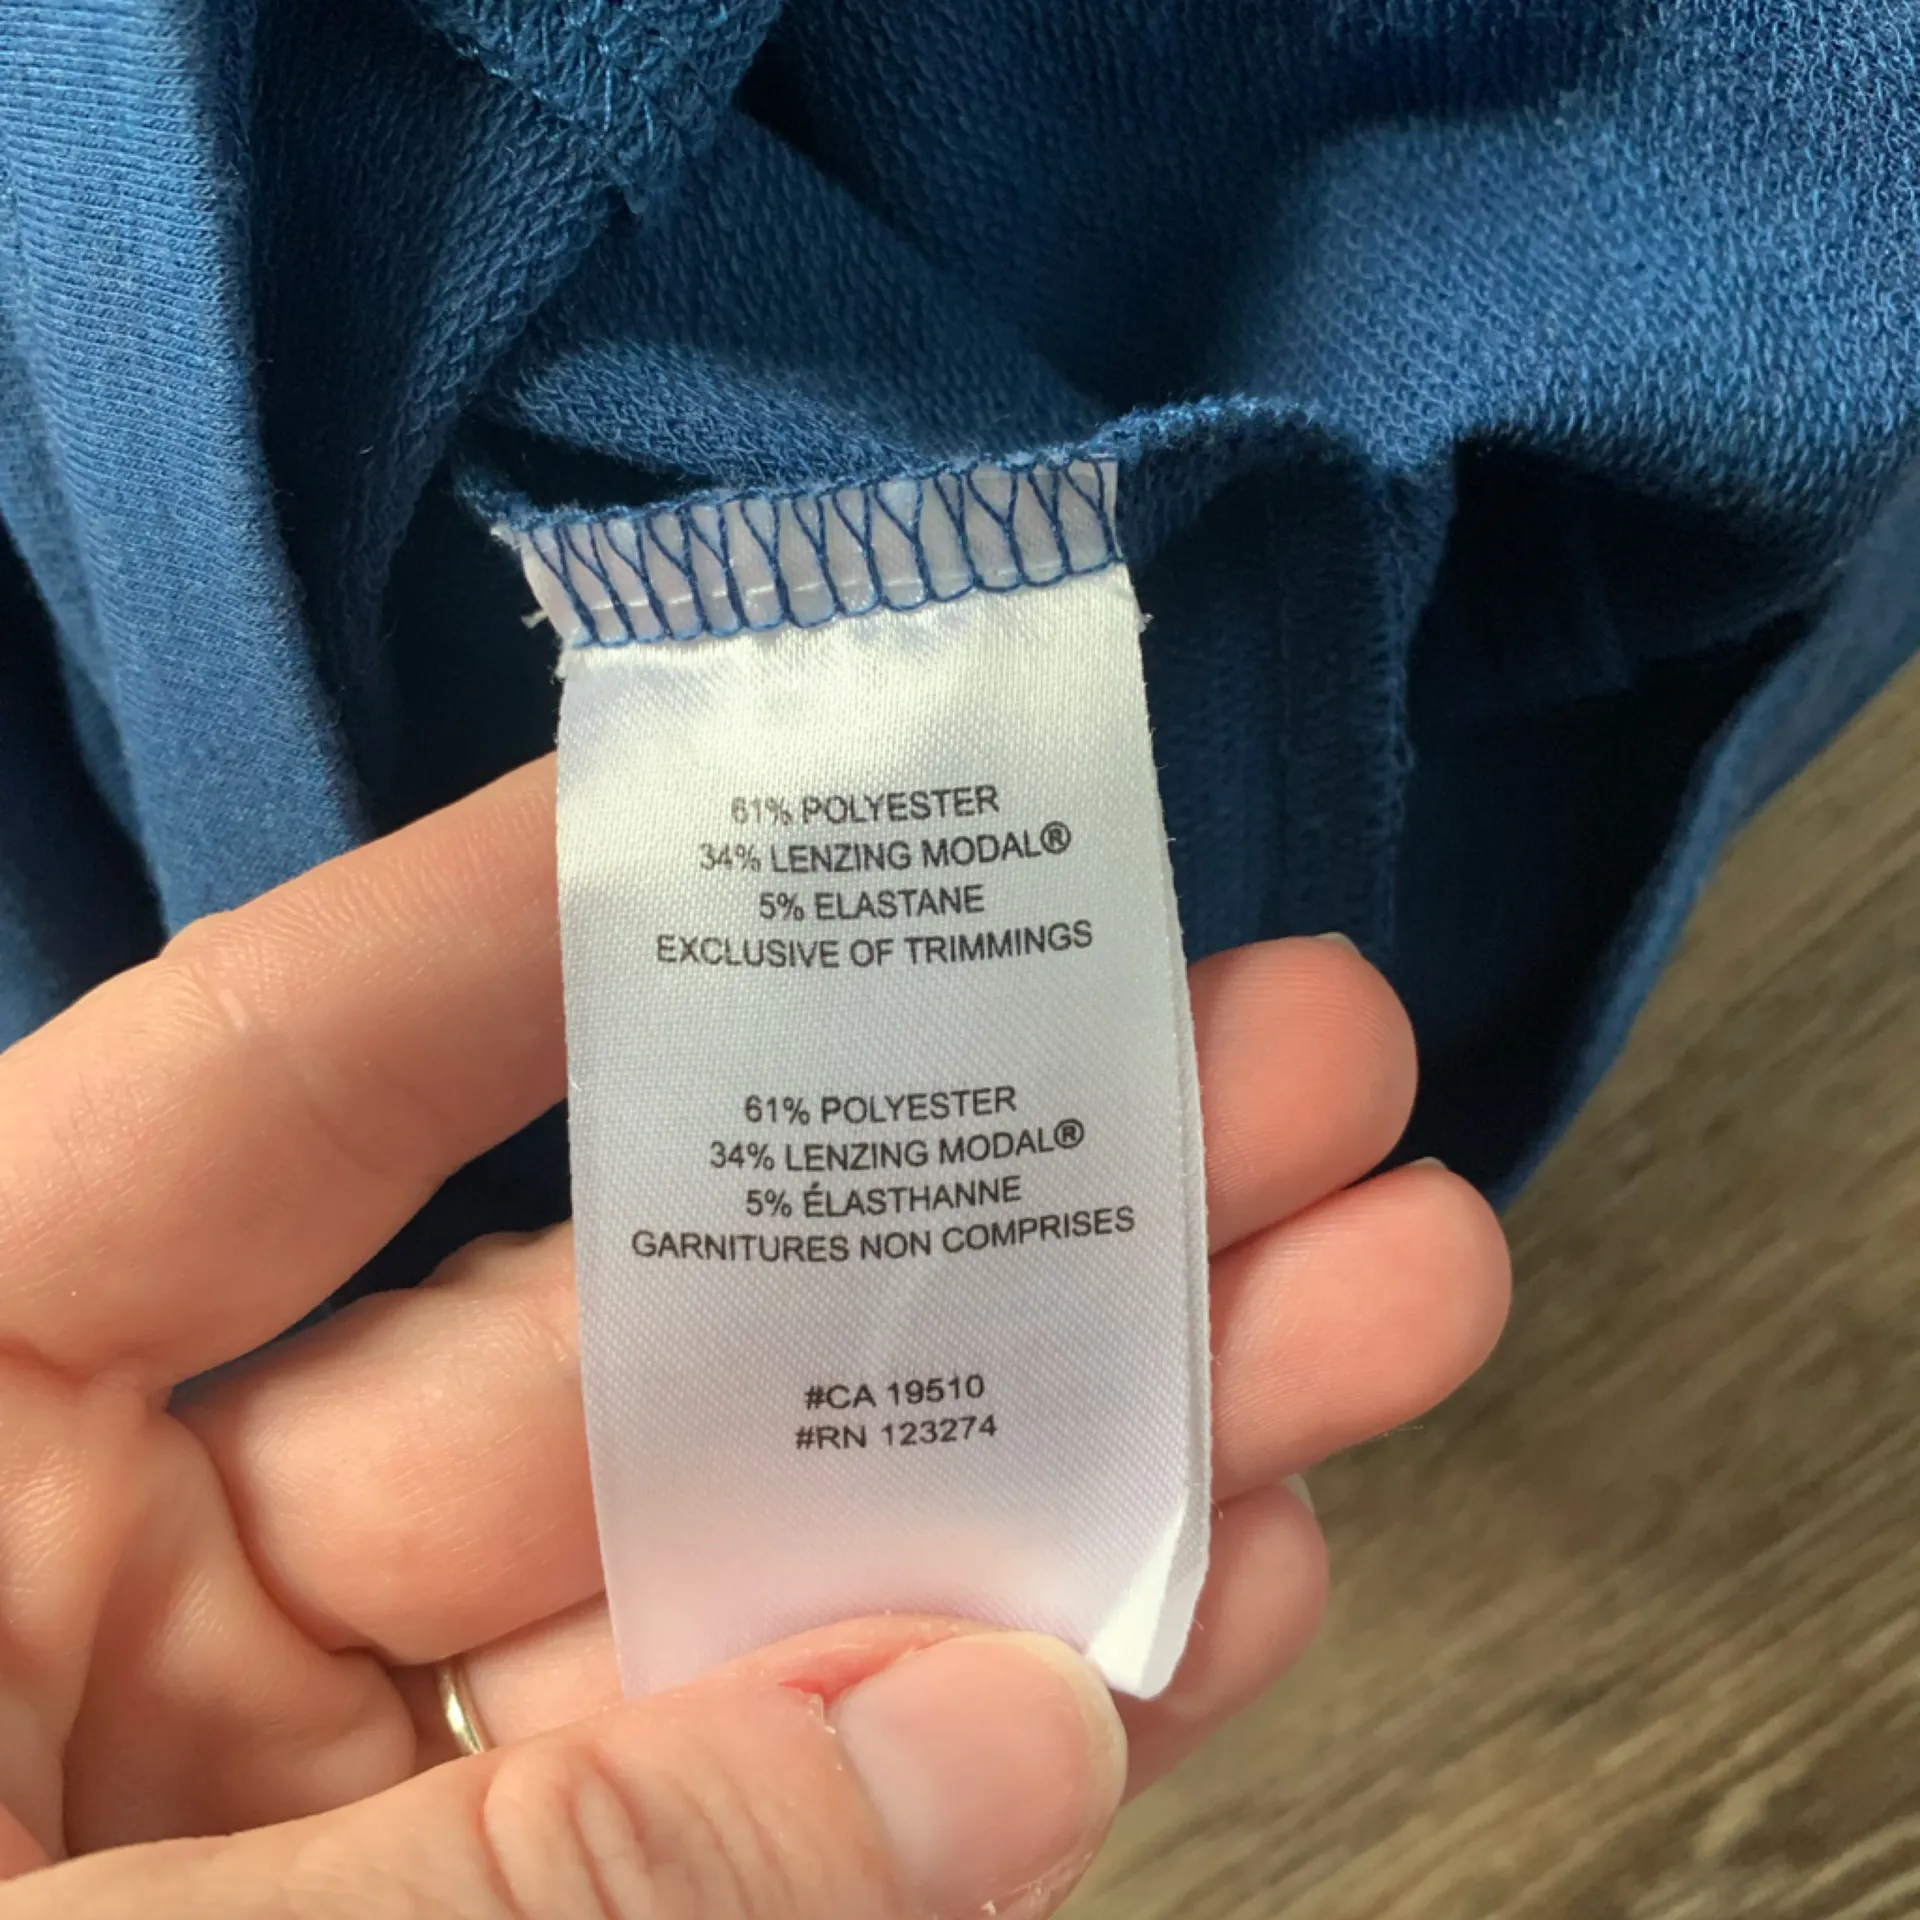 61% POLYESTER
34% LENZING MODAL®
5% ELASTANE
EXCLUSIVE OF TRIMMINGS
61% POLYESTER
34% LENZING MODAL®
5% ÉLASTHANNE
GARNITURES NON COMPRISES
#CA 19510
#RN 123274